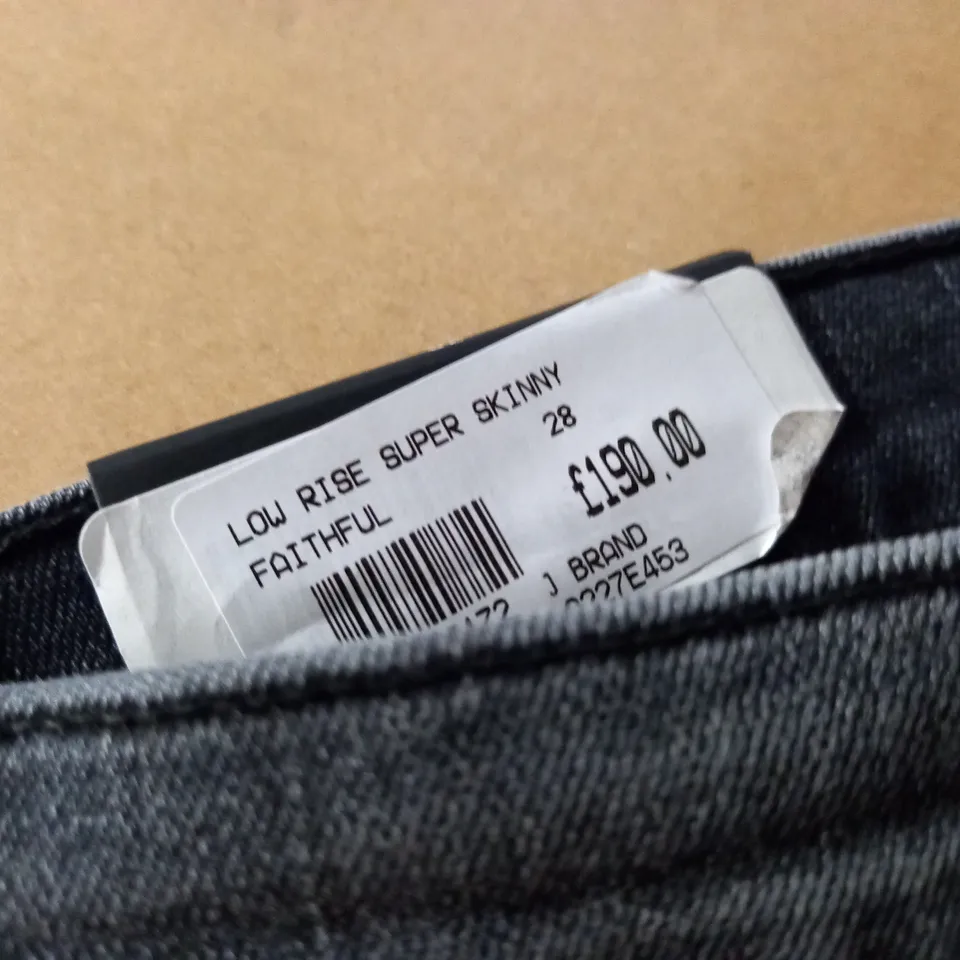 LOW RISE SUPER SKINNY
FAITHFUL
28
£190.00
J BRAND